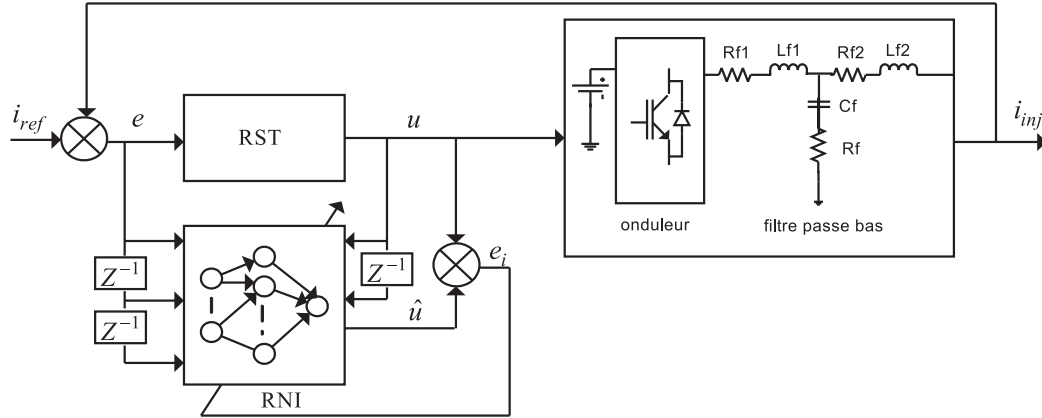 i_ref
e
RST
u
Rf1
Lf1
Rf2
Lf2
Cf
Rf
i_inj
onduleur
filtre passe bas
Z⁻¹
Z⁻¹
Z⁻¹
e_i
û
RNI